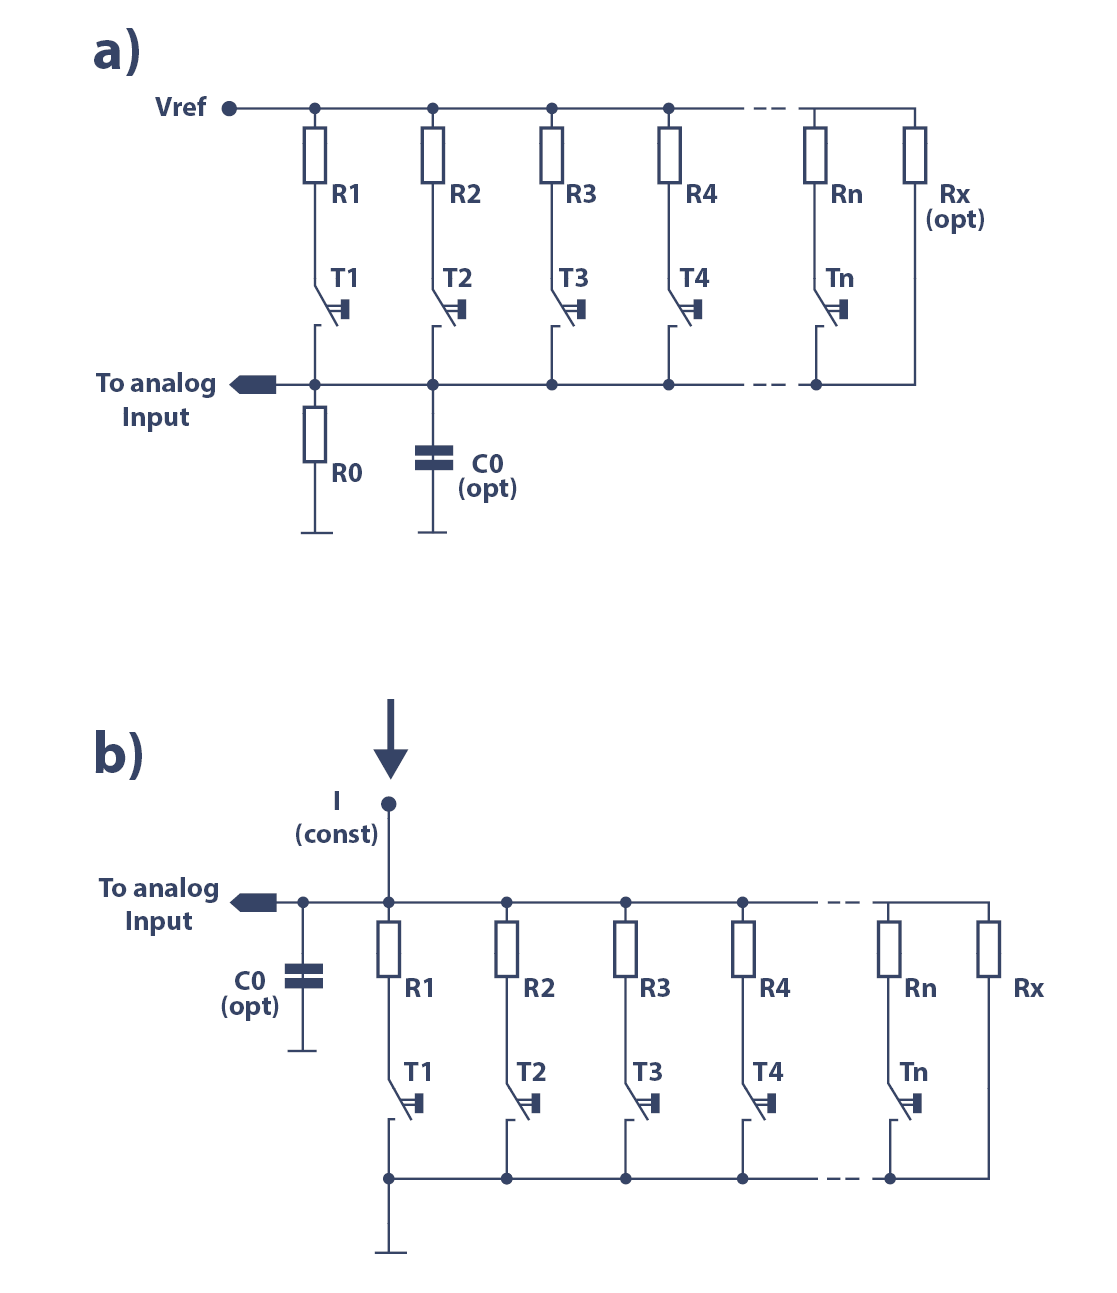 a)
Vref
R1
R2
R3
R4
Rn
Rx
(opt)
T1
T2
T3
T4
Tn
To analog
Input
R0
C0
(opt)
b)
I
(const)
To analog
Input
C0
(opt)
R1
R2
R3
R4
Rn
Rx
T1
T2
T3
T4
Tn